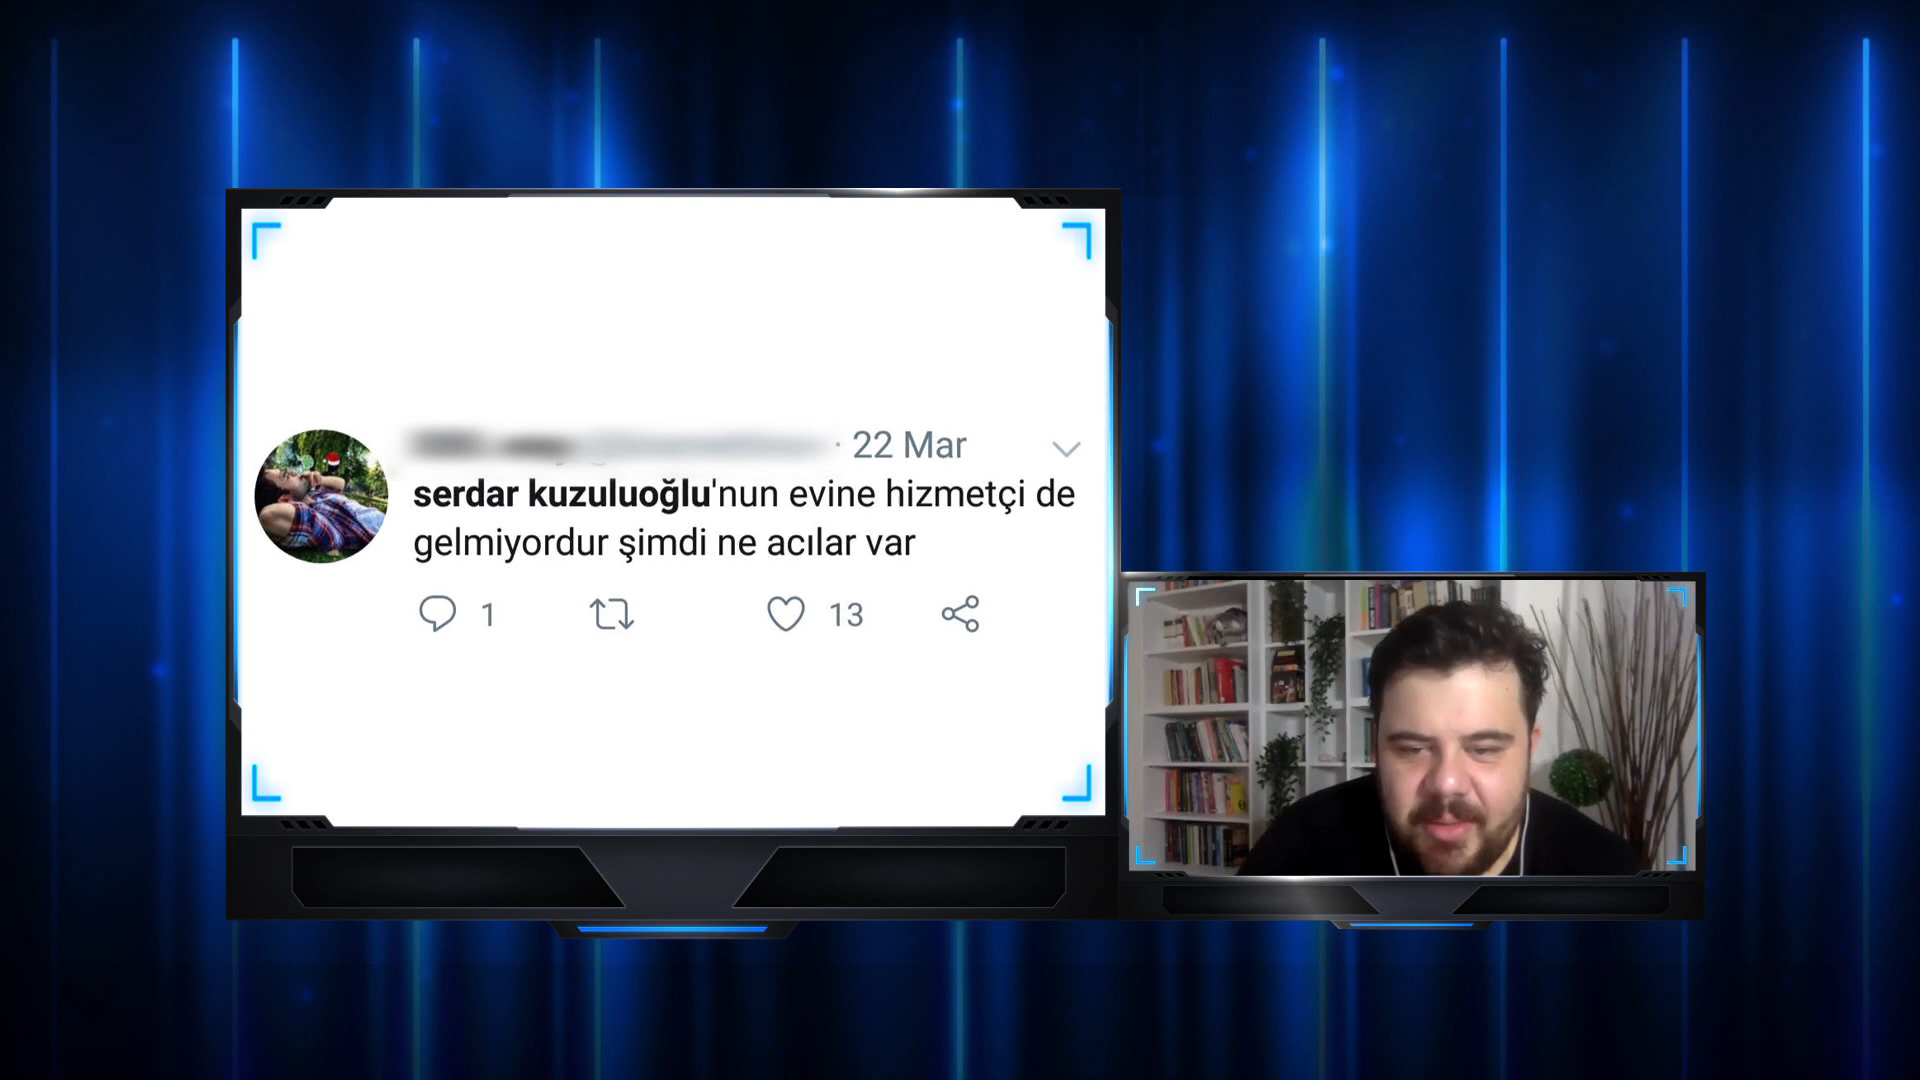 · 22 Mar
serdar kuzuluoğlu'nun evine hizmetçi de
gelmiyordur şimdi ne acılar var
1 13